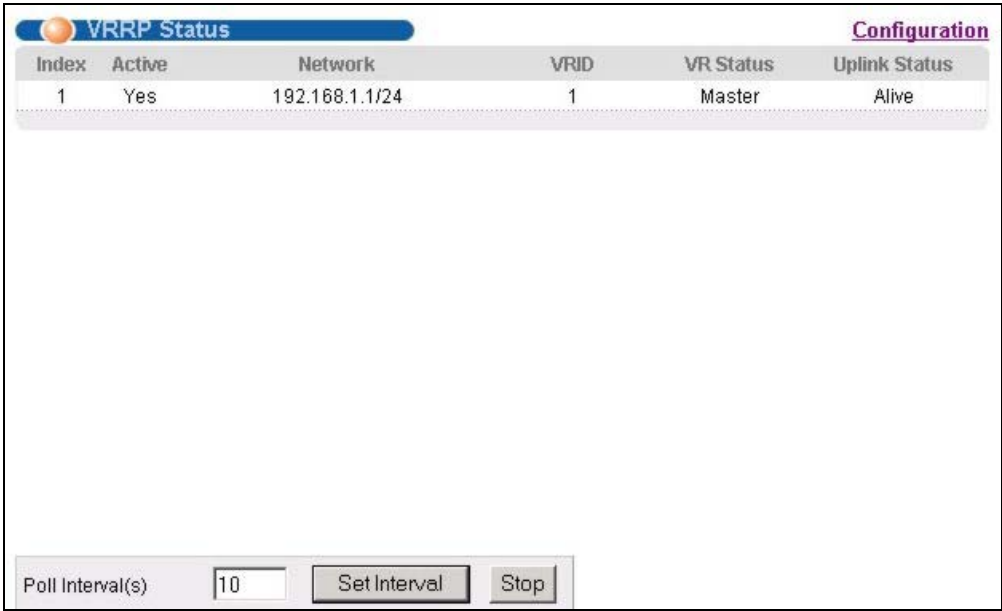 VRRP Status Configuration
Index Active Network VRID VR Status Uplink Status
1 Yes 192.168.1.1/24 1 Master Alive
Poll Interval(s) 10 Set Interval Stop